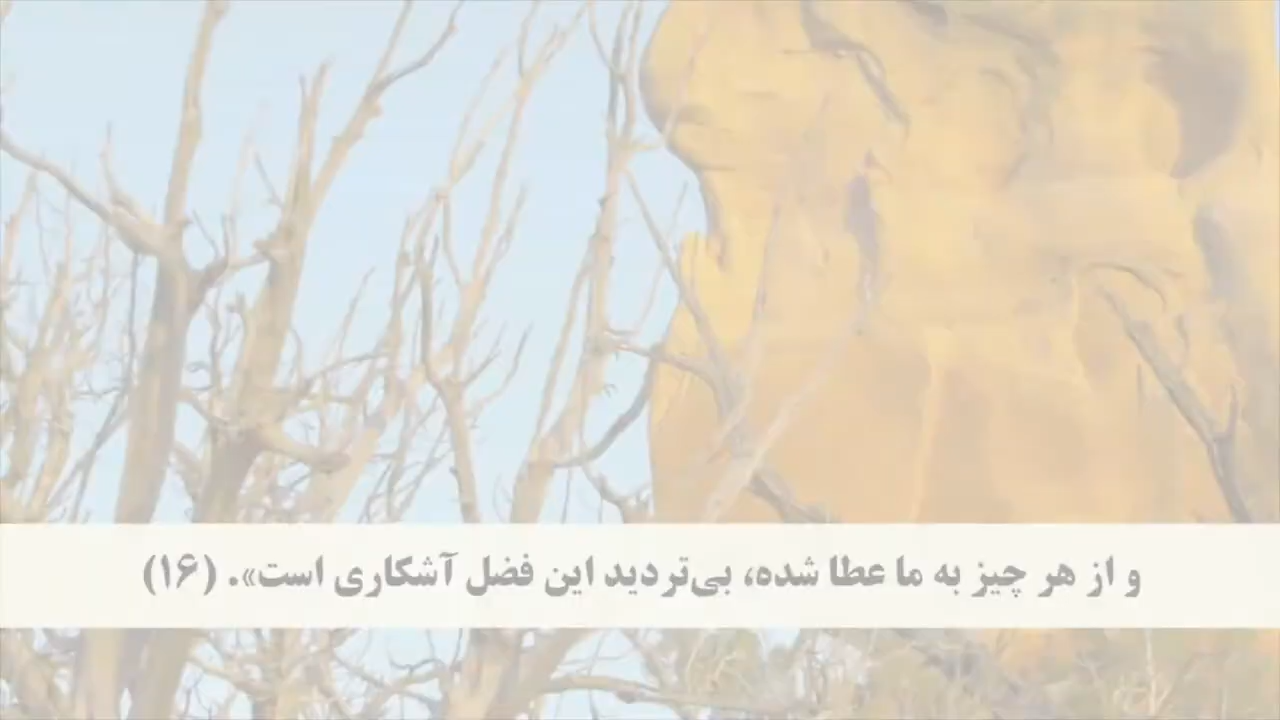 و از هر چیز به ما عطا شده، بی‌تردید این فضل آشکاری است». (۱۶)